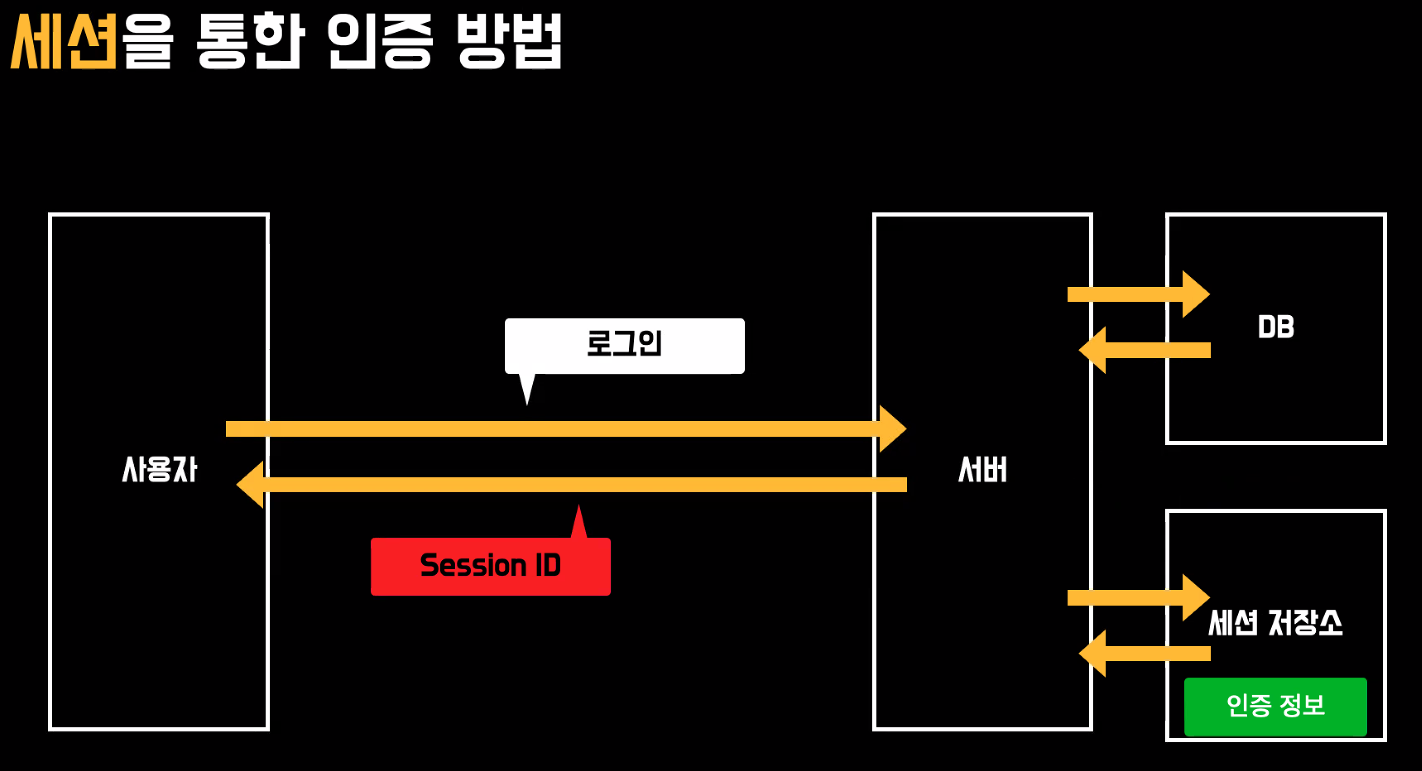 세션을 통한 인증 방법
로그인
DB
사용자
서버
Session ID
세션 저장소
인증 정보